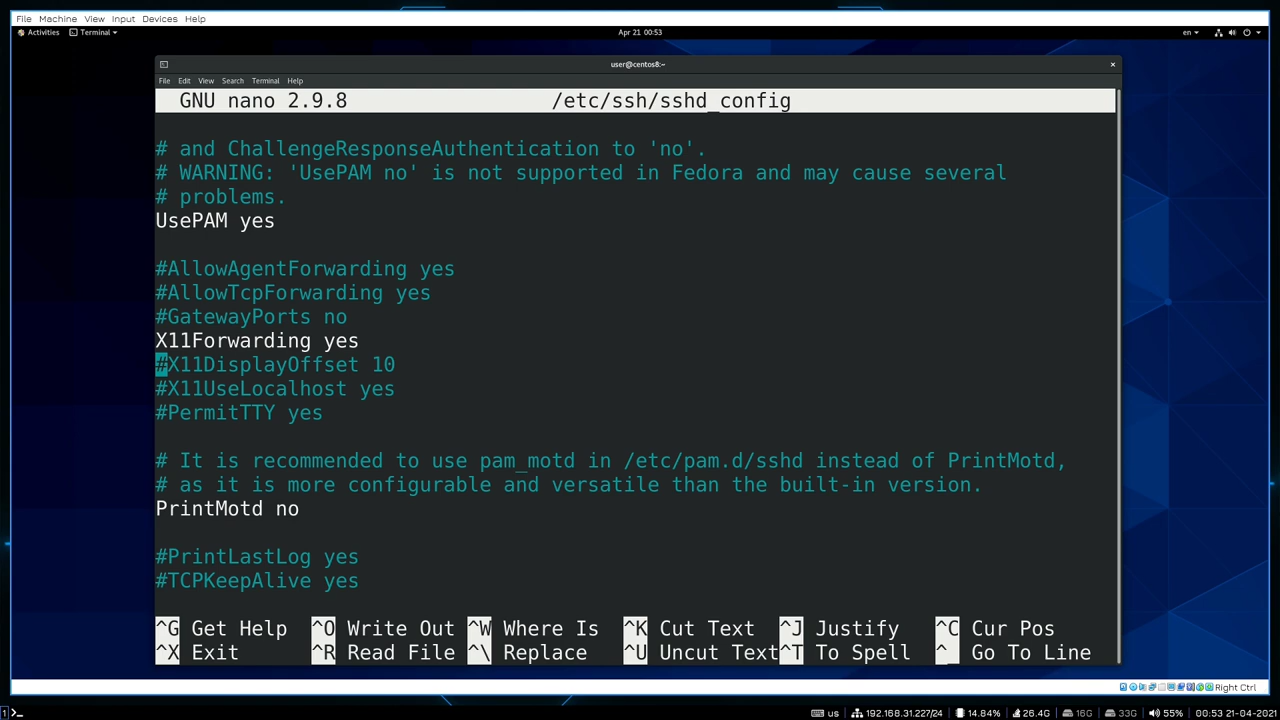 File Machine View Input Devices Help
Activities Terminal Apr 21 00:53 en
user@centos8:~
File Edit View Search Terminal Help
GNU nano 2.9.8 /etc/ssh/sshd_config
# and ChallengeResponseAuthentication to 'no'.
# WARNING: 'UsePAM no' is not supported in Fedora and may cause several
# problems.
UsePAM yes
#AllowAgentForwarding yes
#AllowTcpForwarding yes
#GatewayPorts no
X11Forwarding yes
#X11DisplayOffset 10
#X11UseLocalhost yes
#PermitTTY yes
# It is recommended to use pam_motd in /etc/pam.d/sshd instead of PrintMotd,
# as it is more configurable and versatile than the built-in version.
PrintMotd no
#PrintLastLog yes
#TCPKeepAlive yes
^G Get Help ^O Write Out ^W Where Is ^K Cut Text ^J Justify ^C Cur Pos
^X Exit ^R Read File ^\ Replace ^U Uncut Text ^T To Spell ^_ Go To Line
Right Ctrl
1 >_ us 192.168.31.227/24 14.84% 26.4G 16G 33G 55% 00:53 21-04-2021